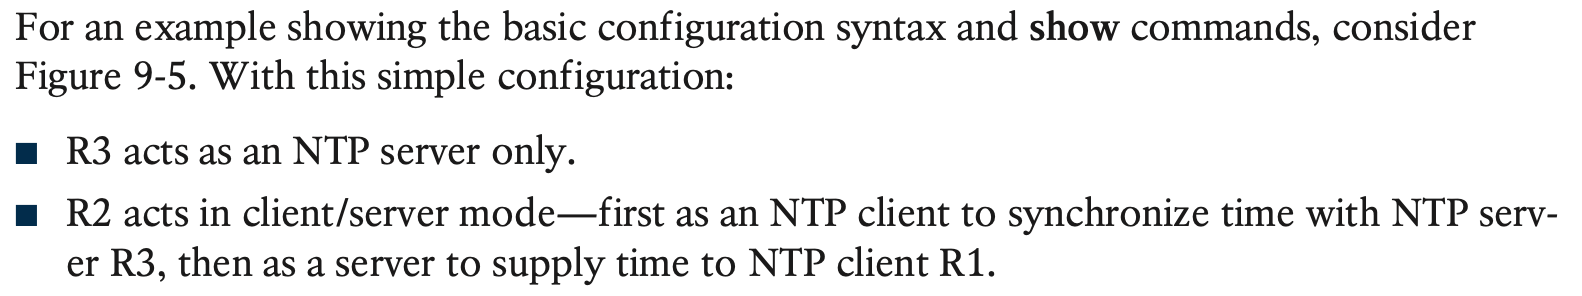 For an example showing the basic configuration syntax and show commands, consider
Figure 9-5. With this simple configuration:
■ R3 acts as an NTP server only.
■ R2 acts in client/server mode—first as an NTP client to synchronize time with NTP serv-
er R3, then as a server to supply time to NTP client R1.